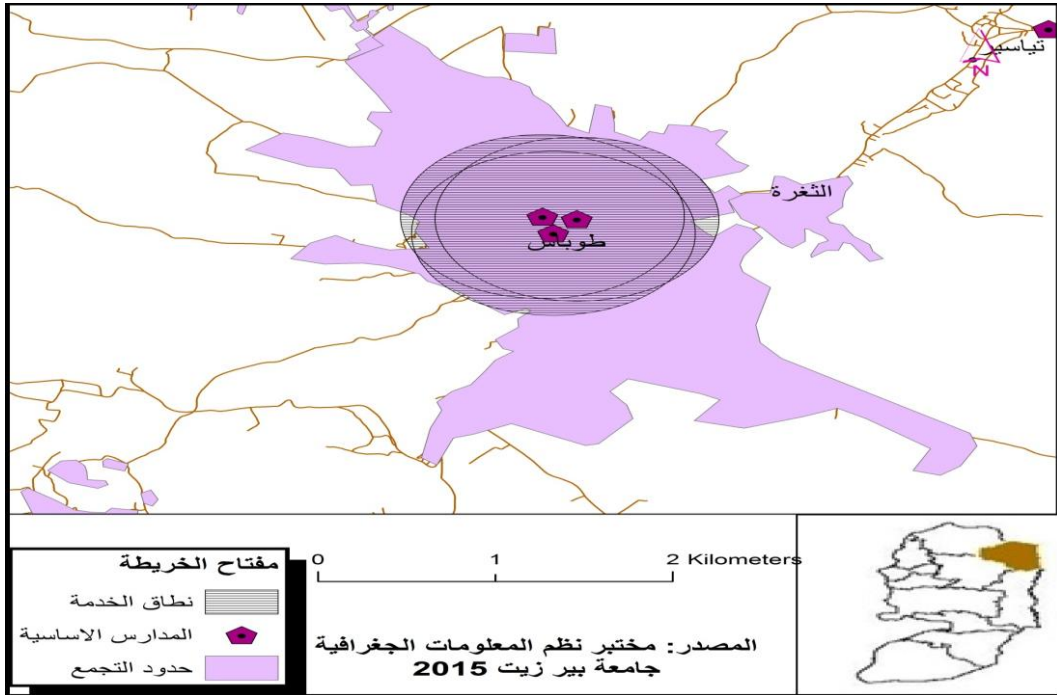 تياسير
N
الثغرة
طوباس
0 1 2 Kilometers
مفتاح الخريطة
نطاق الخدمة
المدارس الاساسية
حدود التجمع
المصدر: مختبر نظم المعلومات الجغرافية
جامعة بير زيت 2015